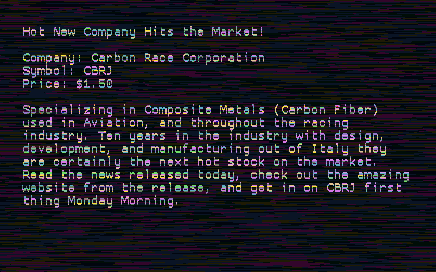 Hot New Company Hits the Market!
Company: Carbon Race Corporation
Symbol: CBRJ
Price: $1.50
Specializing in Composite Metals (Carbon Fiber)
used in Aviation, and throughout the racing
industry. Ten years in the industry with design,
development, and manufacturing out of Italy they
are certainly the next hot stock on the market.
Read the news released today, check out the amazing
website from the release, and get in on CBRJ first
thing Monday Morning.